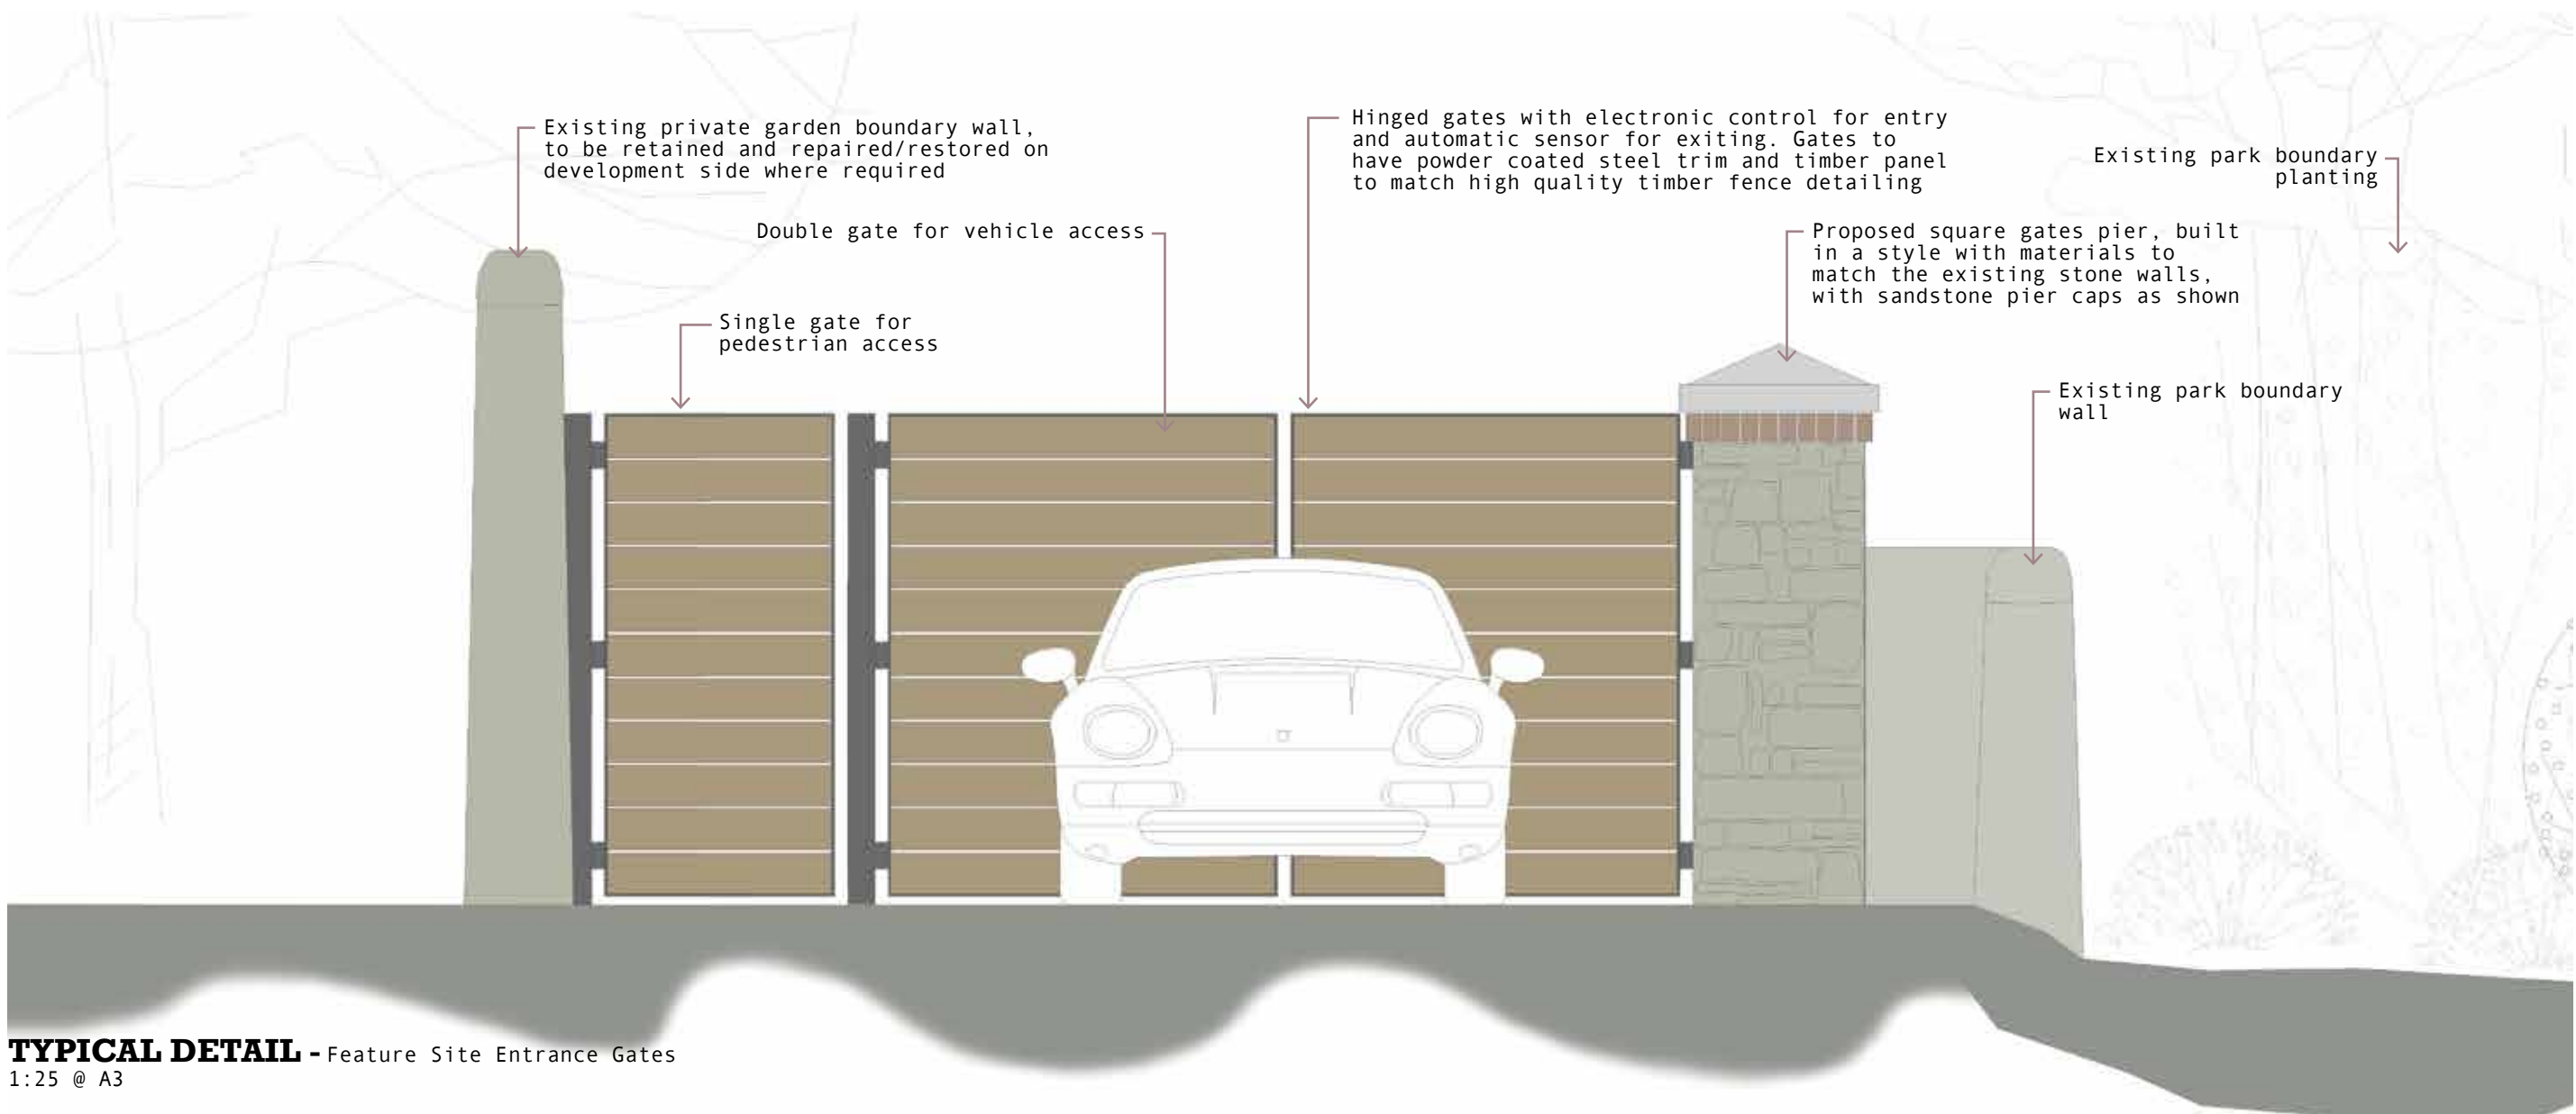 Existing private garden boundary wall,
to be retained and repaired/restored on
development side where required
Hinged gates with electronic control for entry
and automatic sensor for exiting. Gates to
have powder coated steel trim and timber panel
to match high quality timber fence detailing
Existing park boundary
planting
Double gate for vehicle access
Proposed square gates pier, built
in a style with materials to
match the existing stone walls,
with sandstone pier caps as shown
Single gate for
pedestrian access
Existing park boundary
wall
TYPICAL DETAIL - Feature Site Entrance Gates
1:25 @ A3